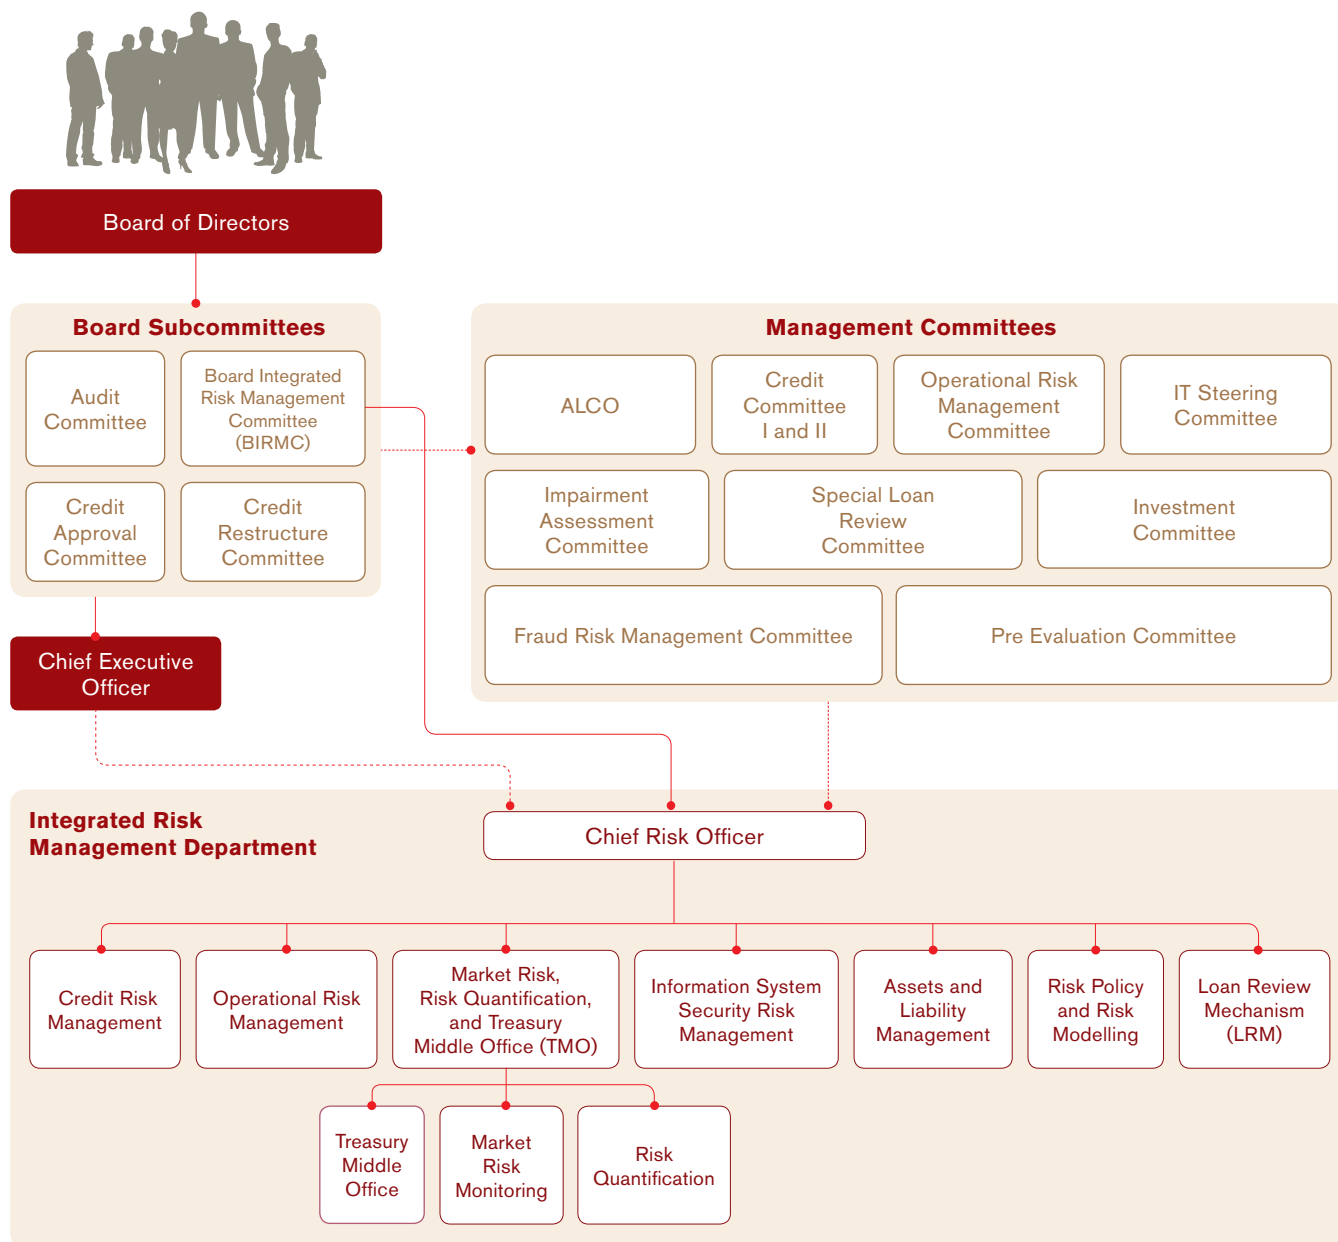 Board of Directors
Board Subcommittees
Audit
Committee
Board Integrated
Risk Management
Committee
(BIRMC)
Credit
Approval
Committee
Credit
Restructure
Committee
Management Committees
ALCO
Credit
Committee
I and II
Operational Risk
Management
Committee
IT Steering
Committee
Impairment
Assessment
Committee
Special Loan
Review
Committee
Investment
Committee
Fraud Risk Management Committee
Pre Evaluation Committee
Chief Executive
Officer
Integrated Risk
Management Department
Chief Risk Officer
Credit Risk
Management
Operational Risk
Management
Market Risk,
Risk Quantification,
and Treasury
Middle Office (TMO)
Information System
Security Risk
Management
Assets and
Liability
Management
Risk Policy
and Risk
Modelling
Loan Review
Mechanism
(LRM)
Treasury
Middle
Office
Market
Risk
Monitoring
Risk
Quantification